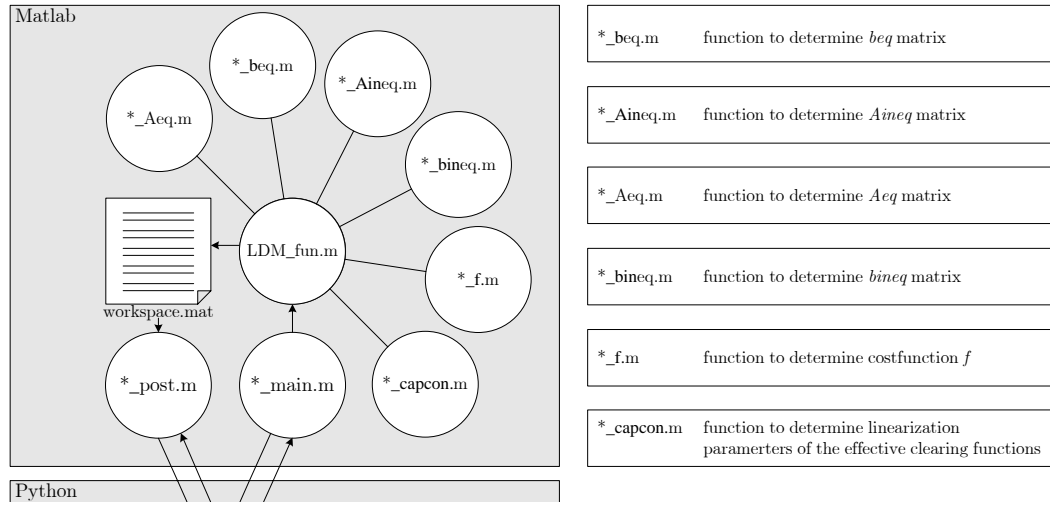 Matlab
*_beq.m
*_Aineq.m
*_Aeq.m
*_bineq.m
LDM_fun.m
*_f.m
workspace.mat
*_post.m
*_main.m
*_capcon.m
Python
*_beq.m function to determine beq matrix
*_Aineq.m function to determine Aineq matrix
*_Aeq.m function to determine Aeq matrix
*_bineq.m function to determine bineq matrix
*_f.m function to determine costfunction f
*_capcon.m function to determine linearization
paramerters of the effective clearing functions